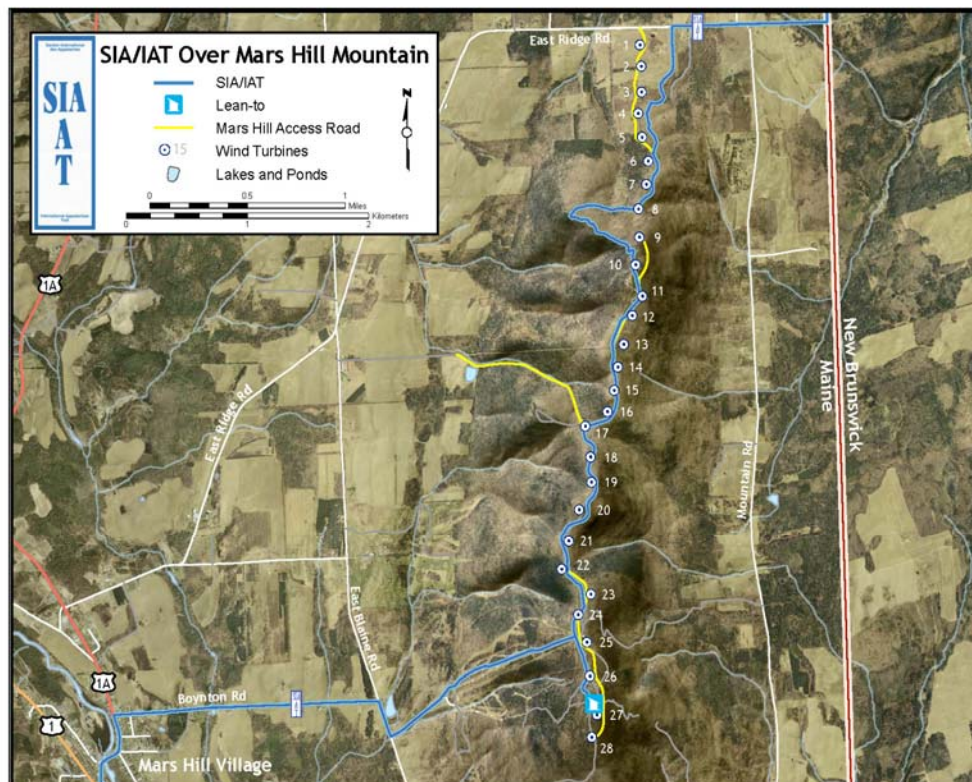 SIA/IAT Over Mars Hill Mountain
SIA
A
IAT
T
SIA/IAT
Lean-to
Mars Hill Access Road
15 Wind Turbines
Lakes and Ponds
N
0 0.5 1
Miles
Kilometers
0 1 2
East Ridge Rd.
1
2
3
4
5
6
7
8
9
10
11
12
13
14
15
16
17
18
19
20
21
22
23
24
25
26
27
28
1A
East Ridge Rd
New Brunswick
Maine
Mountain Rd
East Blaine Rd
1A
Boynton Rd
1
Mars Hill Village